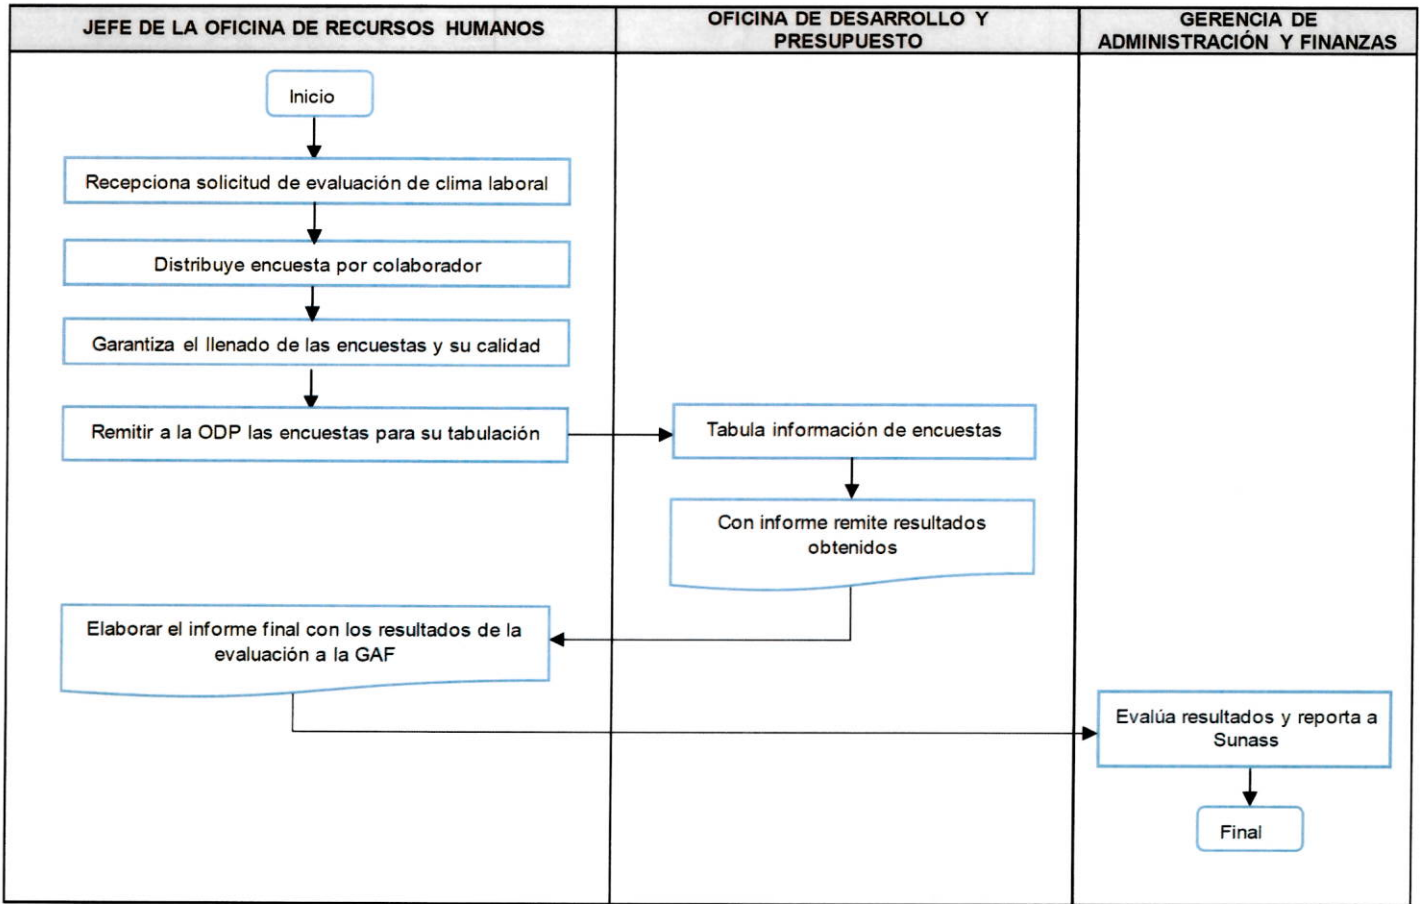 JEFE DE LA OFICINA DE RECURSOS HUMANOS
OFICINA DE DESARROLLO Y
PRESUPUESTO
GERENCIA DE
ADMINISTRACIÓN Y FINANZAS
Inicio
Recepciona solicitud de evaluación de clima laboral
Distribuye encuesta por colaborador
Garantiza el llenado de las encuestas y su calidad
Remitir a la ODP las encuestas para su tabulación
Tabula información de encuestas
Con informe remite resultados
obtenidos
Elaborar el informe final con los resultados de la
evaluación a la GAF
Evalúa resultados y reporta a
Sunass
Final